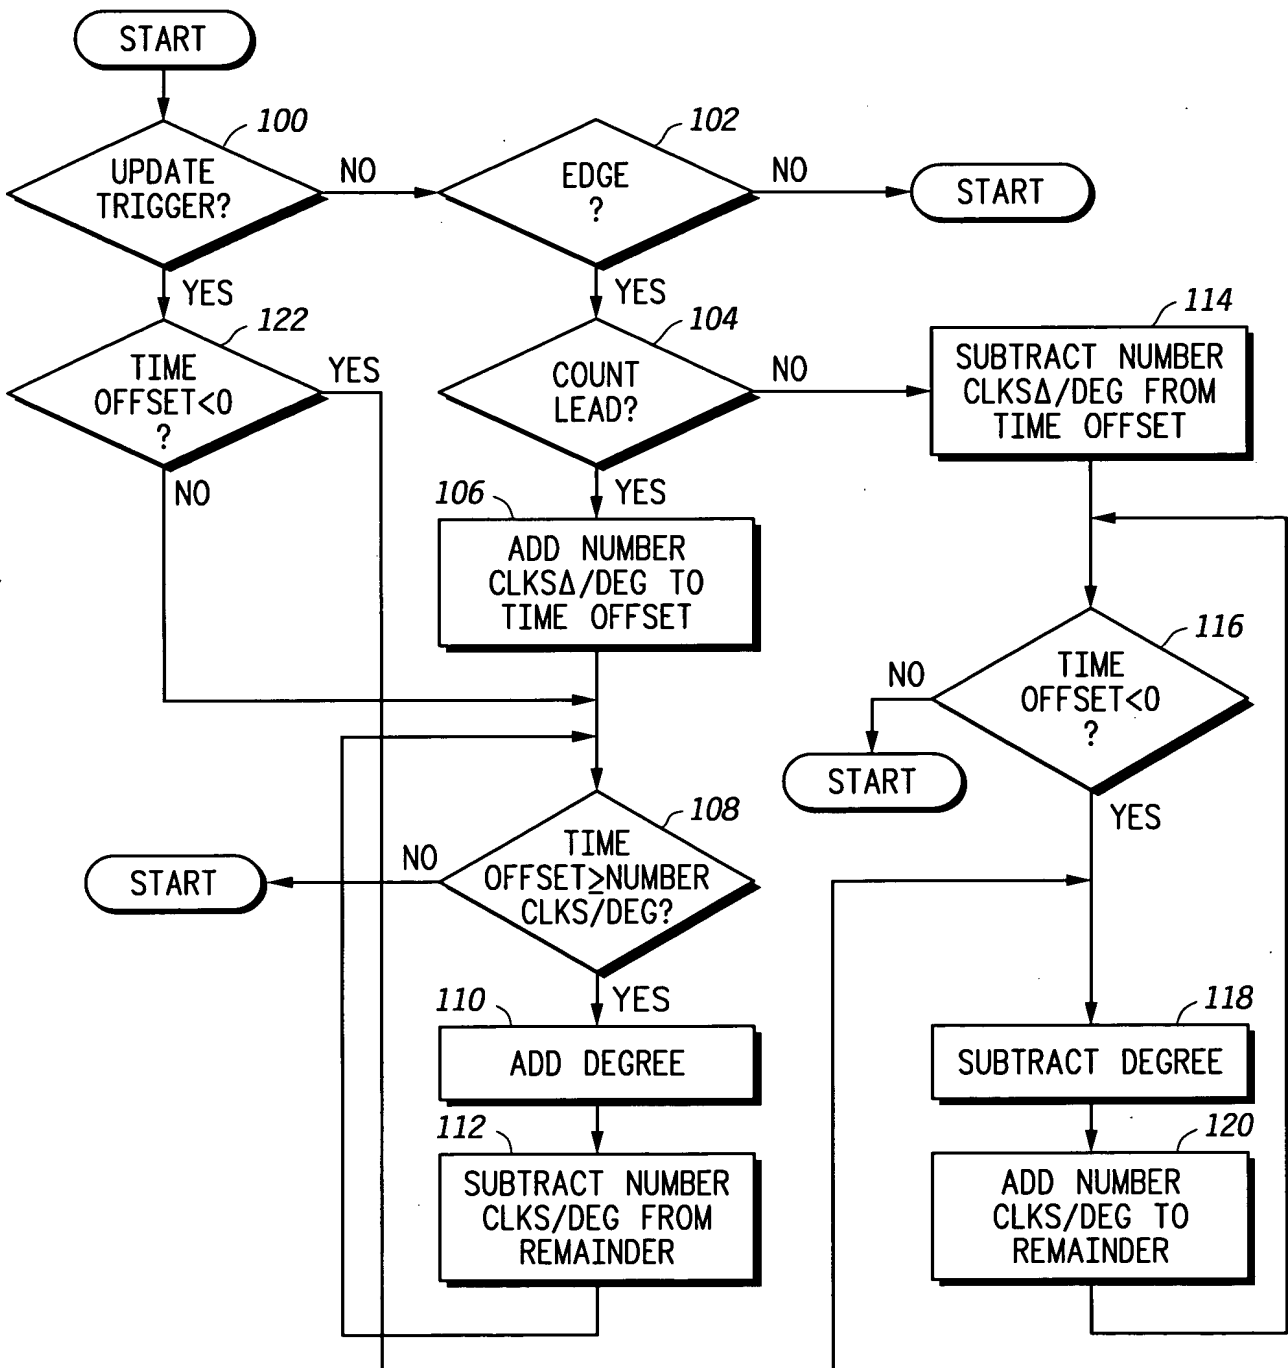 START
100
UPDATE
TRIGGER?
NO
102
EDGE
?
NO
START
YES
122
TIME
OFFSET<0
?
YES
NO
YES
104
COUNT
LEAD?
NO
114
SUBTRACT NUMBER
CLKSΔ/DEG FROM
TIME OFFSET
YES
106
ADD NUMBER
CLKSΔ/DEG TO
TIME OFFSET
116
TIME
OFFSET<0
?
NO
START
YES
108
TIME
OFFSET≥NUMBER
CLKS/DEG?
NO
START
YES
110
ADD DEGREE
112
SUBTRACT NUMBER
CLKS/DEG FROM
REMAINDER
118
SUBTRACT DEGREE
120
ADD NUMBER
CLKS/DEG TO
REMAINDER